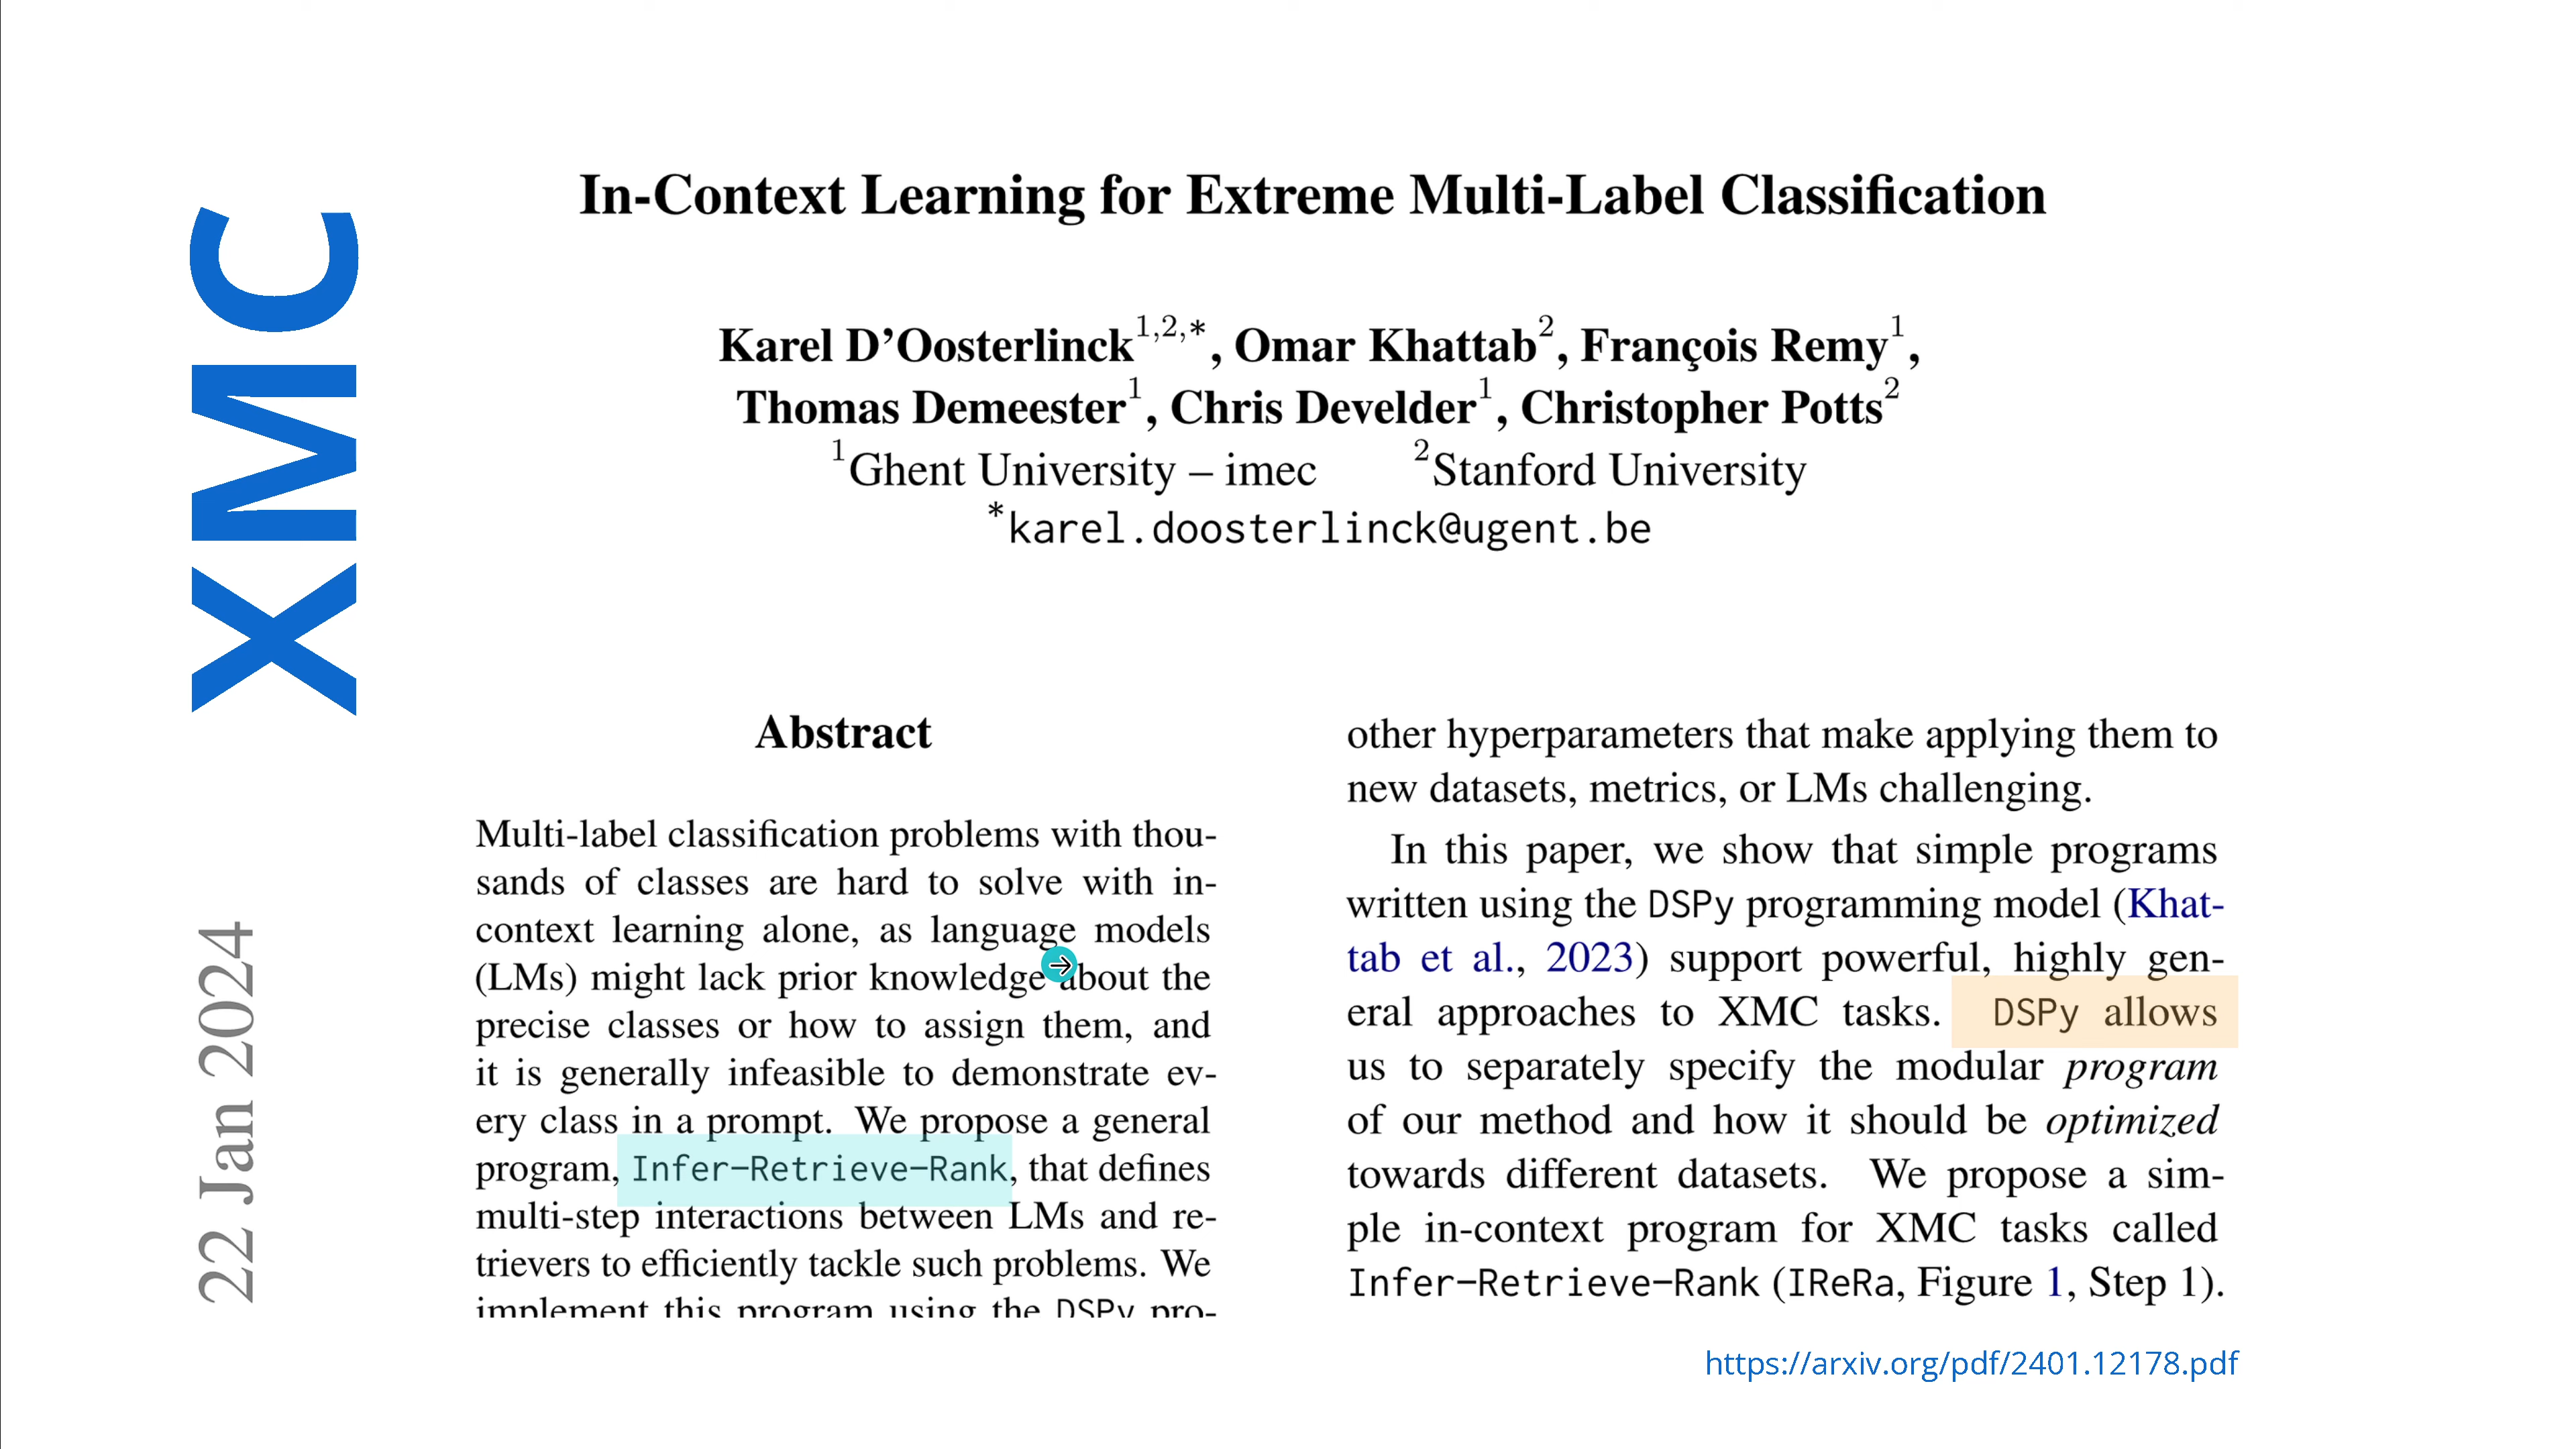 XMC
22 Jan 2024
In-Context Learning for Extreme Multi-Label Classification
Karel D'Oosterlinck1,2,*, Omar Khattab2, François Remy1,
Thomas Demeester1, Chris Develder1, Christopher Potts2
1Ghent University – imec 2Stanford University
*karel.doosterlinck@ugent.be
Abstract
Multi-label classification problems with thou-
sands of classes are hard to solve with in-
context learning alone, as language models
(LMs) might lack prior knowledge about the
precise classes or how to assign them, and
it is generally infeasible to demonstrate ev-
ery class in a prompt. We propose a general
program, Infer–Retrieve–Rank, that defines
multi-step interactions between LMs and re-
trievers to efficiently tackle such problems. We
implement this program using the DSPy pro-
other hyperparameters that make applying them to
new datasets, metrics, or LMs challenging.
In this paper, we show that simple programs
written using the DSPy programming model (Khat-
tab et al., 2023) support powerful, highly gen-
eral approaches to XMC tasks. DSPy allows
us to separately specify the modular program
of our method and how it should be optimized
towards different datasets. We propose a sim-
ple in-context program for XMC tasks called
Infer–Retrieve–Rank (IReRa, Figure 1, Step 1).
https://arxiv.org/pdf/2401.12178.pdf